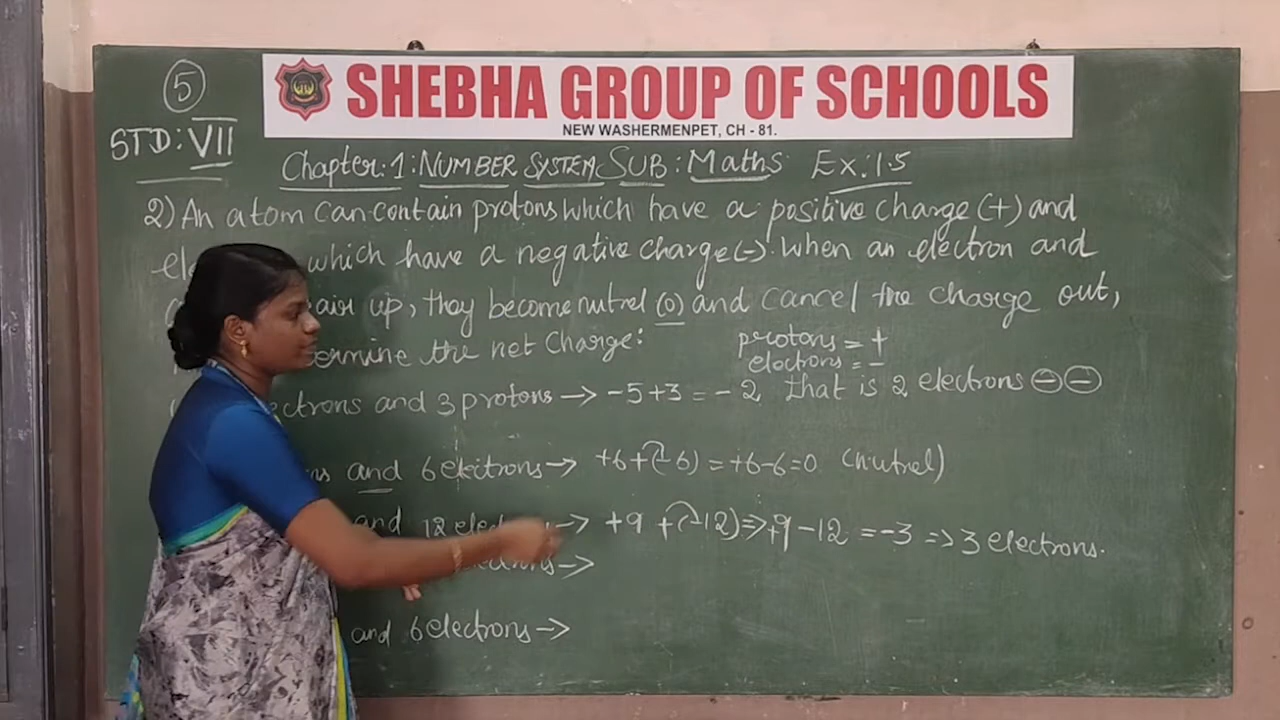 5
SHEBHA GROUP OF SCHOOLS
NEW WASHERMENPET, CH - 81.
STD: VII
Chapter.1: NUMBER SYSTEM SUB: Maths Ex:1.5
2) An atom can contain protons which have a positive charge (+) and
which have a negative charge (-). When an electron and
up, they become nutrel (0) and cancel the charge out,
the net charge:
protons = +
electrons = -
and 3 protons → -5+3 = -2 that is 2 electrons ⊖⊖
and 6 electrons → +6+(-6) = +6-6=0 (nutrel)
and 12 +9 +(-12) ⇒ +9 -12 = -3 ⇒ 3 electrons.
→
and 6 electrons →